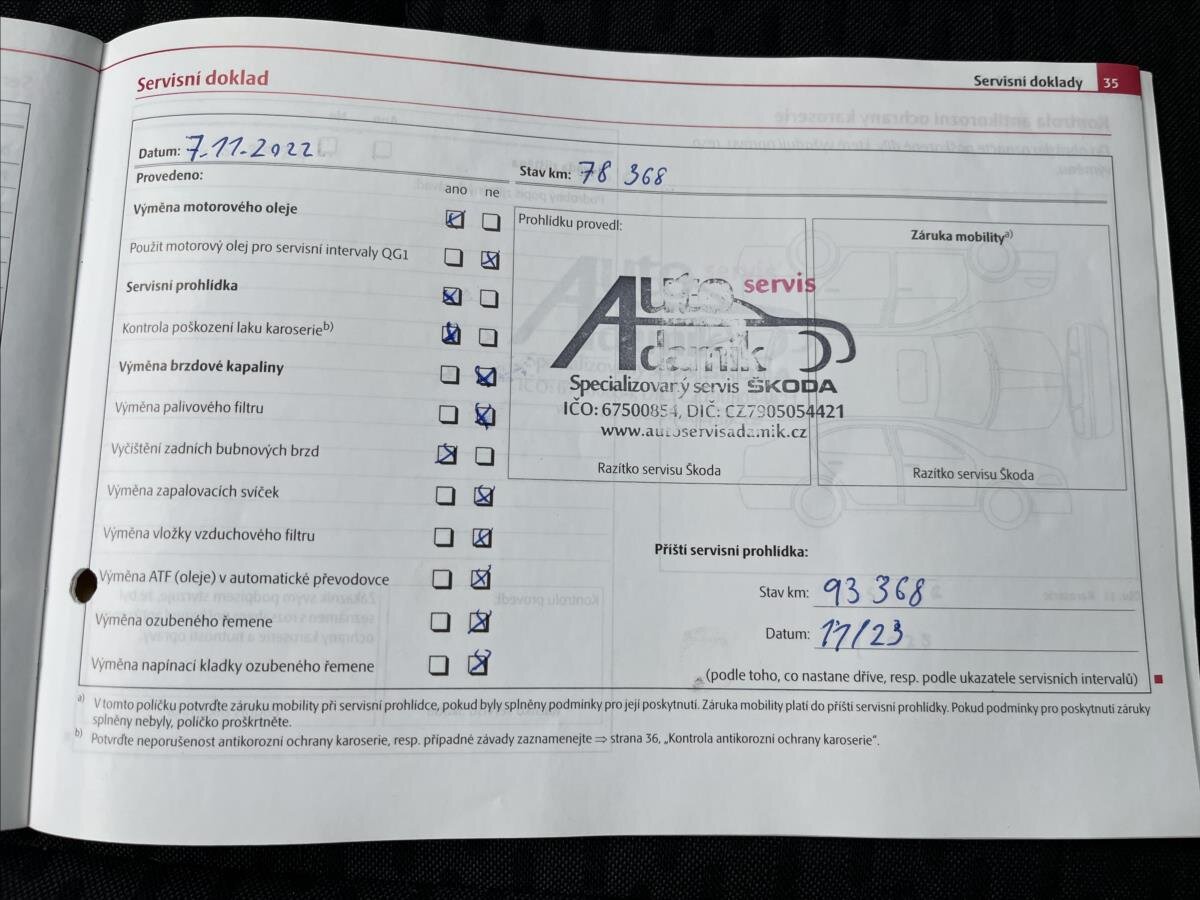 Servisní doklad
Servisní doklady 35
Datum: 7.11.2022
Stav km: 78 368
Provedeno:
ano ne
Výměna motorového oleje
Použit motorový olej pro servisní intervaly QG1
Servisní prohlídka
Kontrola poškození laku karoserie b)
Výměna brzdové kapaliny
Výměna palivového filtru
Vyčištění zadních bubnových brzd
Výměna zapalovacích svíček
Výměna vložky vzduchového filtru
Výměna ATF (oleje) v automatické převodovce
Výměna ozubeného řemene
Výměna napínací kladky ozubeného řemene
Prohlídku provedl:
Auto servis
Adamik
Specializovaný servis ŠKODA
IČO: 67500854, DIČ: CZ7905054421
www.autoservisadamik.cz
Razítko servisu Škoda
Záruka mobility a)
Razítko servisu Škoda
Příští servisní prohlídka:
Stav km: 93 368
Datum: 11/23
(podle toho, co nastane dříve, resp. podle ukazatele servisních intervalů)
a) V tomto políčku potvrďte záruku mobility při servisní prohlídce, pokud byly splněny podmínky pro její poskytnutí. Záruka mobility platí do příští servisní prohlídky. Pokud podmínky pro poskytnutí záruky
splněny nebyly, políčko proškrtněte.
b) Potvrďte neporušenost antikorozní ochrany karoserie, resp. případné závady zaznamenejte ⇒ strana 36, „Kontrola antikorozní ochrany karoserie“.